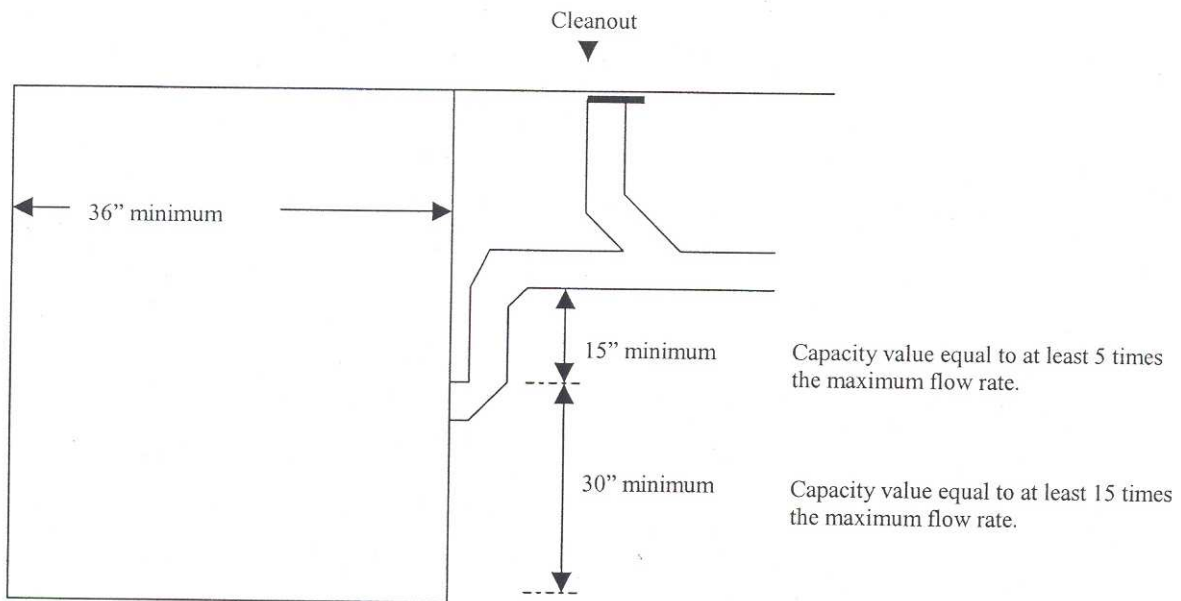 Cleanout
36” minimum
15” minimum
Capacity value equal to at least 5 times
the maximum flow rate.
30” minimum
Capacity value equal to at least 15 times
the maximum flow rate.